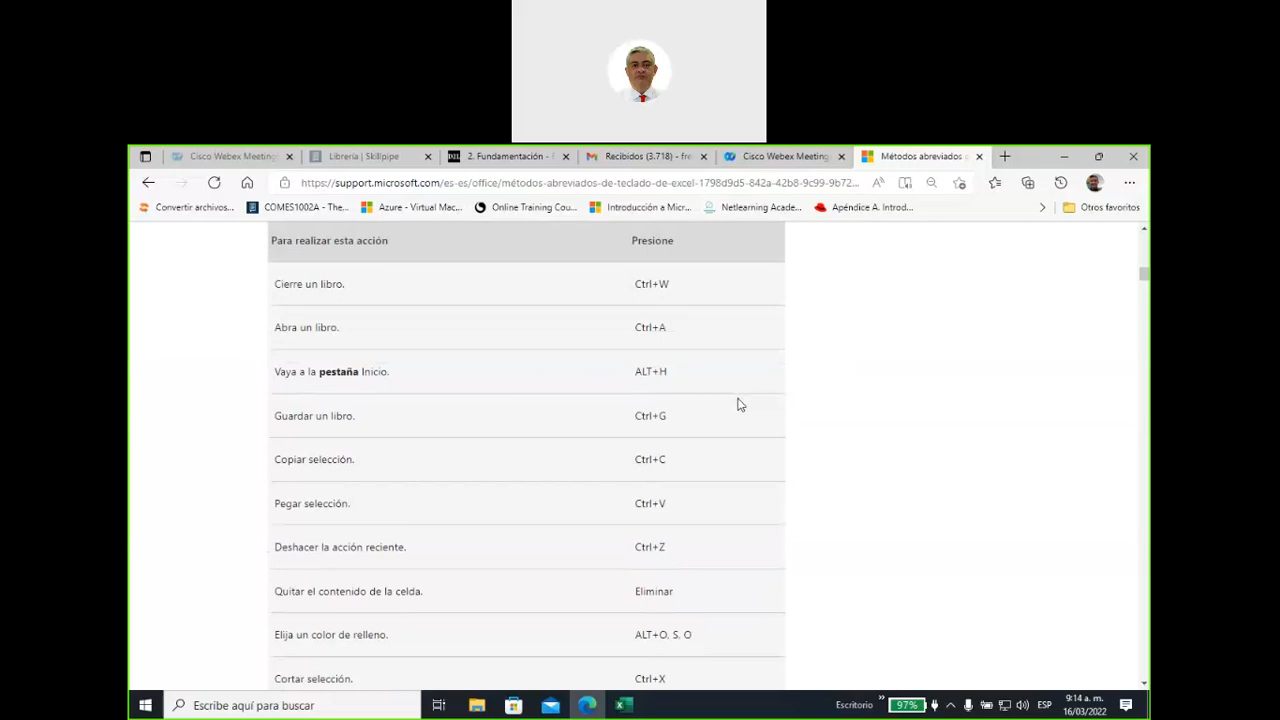 Cisco Webex Meeting
Librería | Skillpipe
2. Fundamentación - F
Recibidos (3.718) - fre
Cisco Webex Meeting
Métodos abreviados d
https://support.microsoft.com/es-es/office/métodos-abreviados-de-teclado-de-excel-1798d9d5-842a-42b8-9c99-9b72...
Convertir archivos...
COMES1002A - The...
Azure - Virtual Mac...
Online Training Cou...
Introducción a Micr...
Netlearning Acade...
Apéndice A. Introd...
Otros favoritos
Para realizar esta acción Presione
Cierre un libro. Ctrl+W
Abra un libro. Ctrl+A
Vaya a la pestaña Inicio. ALT+H
Guardar un libro. Ctrl+G
Copiar selección. Ctrl+C
Pegar selección. Ctrl+V
Deshacer la acción reciente. Ctrl+Z
Quitar el contenido de la celda. Eliminar
Elija un color de relleno. ALT+O, S, O
Cortar selección. Ctrl+X
Escribe aquí para buscar
Escritorio
97%
ESP
9:14 a. m.
16/03/2022